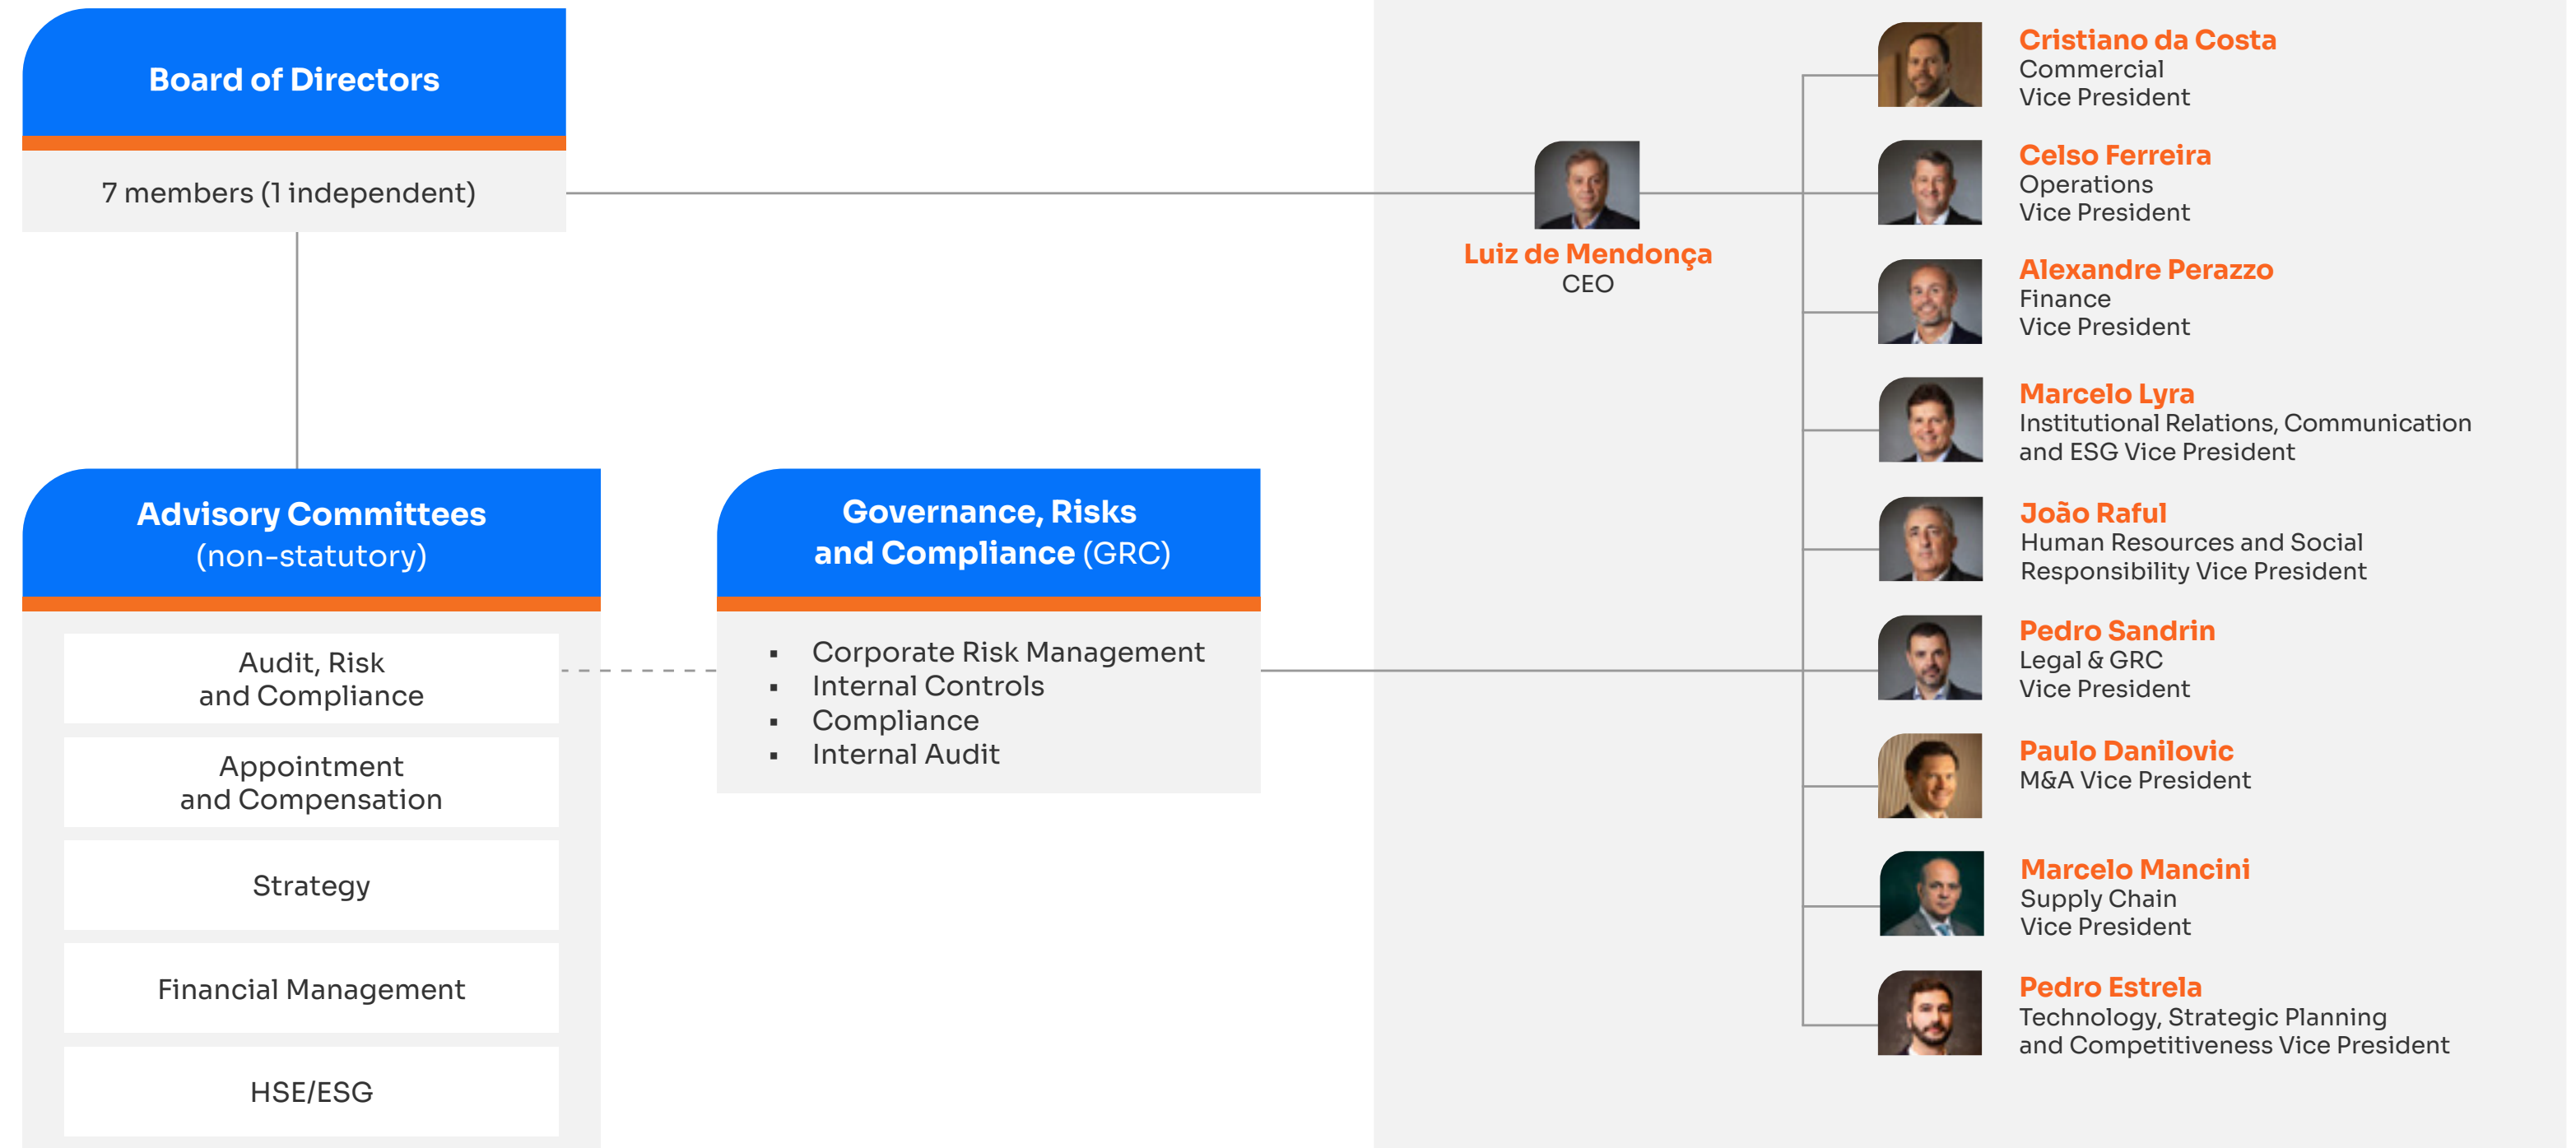 Board of Directors
7 members (1 independent)
Advisory Committees
(non-statutory)
Audit, Risk
and Compliance
Appointment
and Compensation
Strategy
Financial Management
HSE/ESG
Governance, Risks
and Compliance (GRC)
▪ Corporate Risk Management
▪ Internal Controls
▪ Compliance
▪ Internal Audit
Luiz de Mendonça
CEO
Cristiano da Costa
Commercial
Vice President
Celso Ferreira
Operations
Vice President
Alexandre Perazzo
Finance
Vice President
Marcelo Lyra
Institutional Relations, Communication
and ESG Vice President
João Raful
Human Resources and Social
Responsibility Vice President
Pedro Sandrin
Legal & GRC
Vice President
Paulo Danilovic
M&A Vice President
Marcelo Mancini
Supply Chain
Vice President
Pedro Estrela
Technology, Strategic Planning
and Competitiveness Vice President